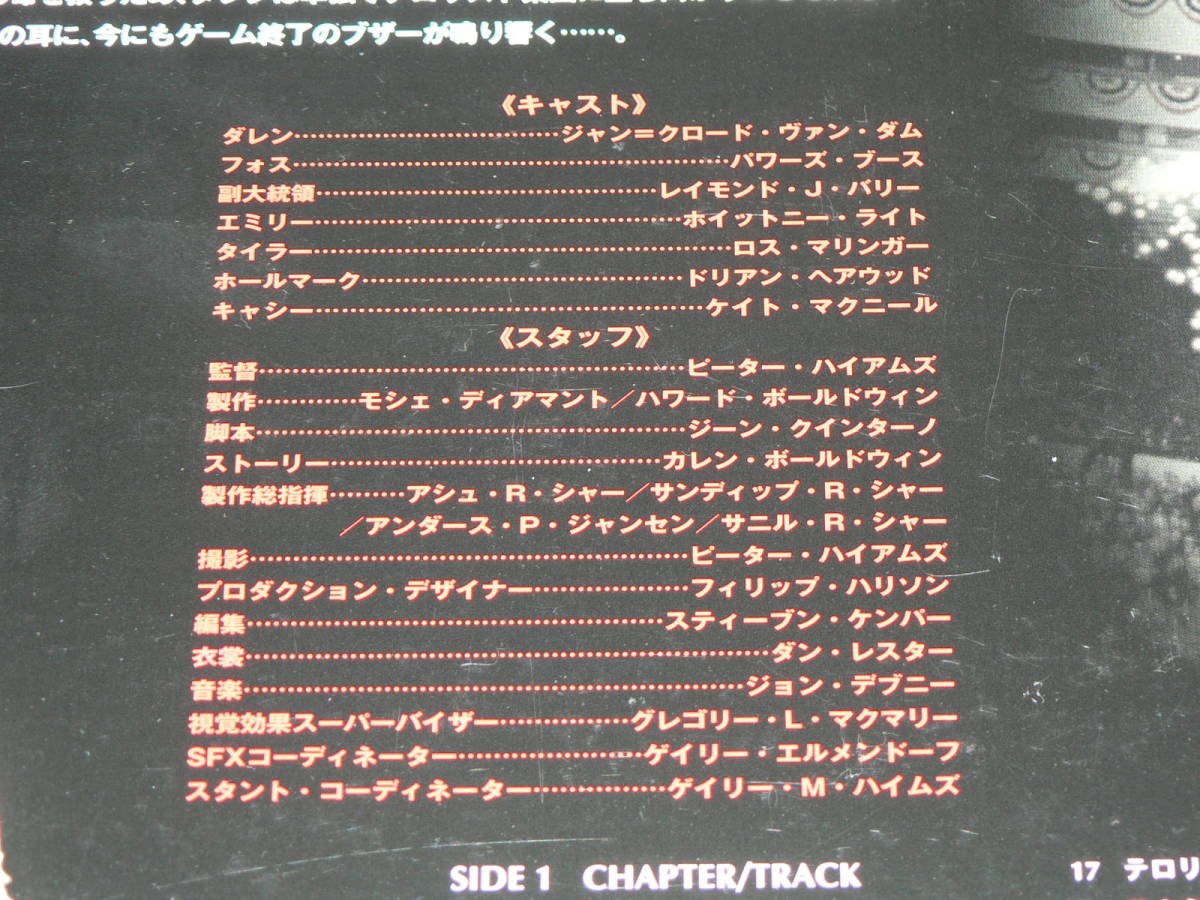 の耳に、今にもゲーム終了のブザーが鳴り響く……。
《キャスト》
ダレン……………………………ジャン＝クロード・ヴァン・ダム
フォス……………………………………………パワーズ・ブース
副大統領…………………………………レイモンド・J・バリー
エミリー……………………………………ホイットニー・ライト
タイラー…………………………………………ロス・マリンガー
ホールマーク………………………………ドリアン・ヘアウッド
キャシー………………………………………ケイト・マクニール
《スタッフ》
監督…………………………………………ピーター・ハイアムズ
製作…………モシェ・ディアマント／ハワード・ボールドウィン
脚本…………………………………………ジーン・クインターノ
ストーリー………………………………カレン・ボールドウィン
製作総指揮………アシュ・R・シャー／サンディップ・R・シャー
／アンダース・P・ジャンセン／サニル・R・シャー
撮影…………………………………………ピーター・ハイアムズ
プロダクション・デザイナー………………フィリップ・ハリソン
編集………………………………………スティーブン・ケンパー
衣裳…………………………………………………ダン・レスター
音楽………………………………………………ジョン・デブニー
視覚効果スーパーバイザー……………グレゴリー・L・マクマリー
SFXコーディネーター…………………ゲイリー・エルメンドーフ
スタント・コーディネーター……………ゲイリー・M・ハイムズ
SIDE 1 CHAPTER/TRACK
17 テロリ